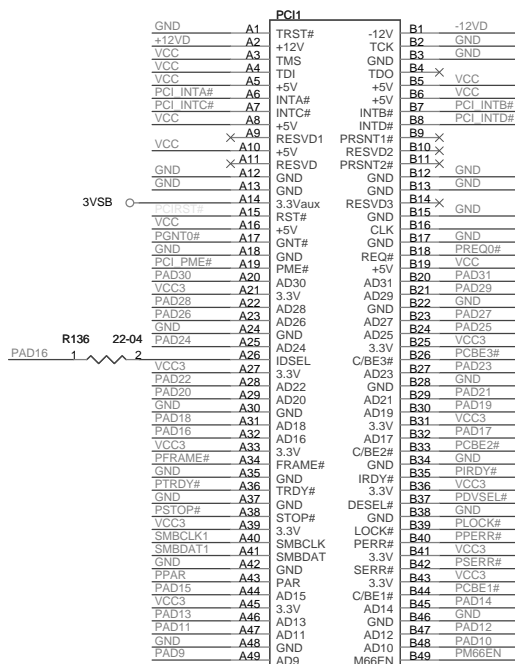 PCI1
GND A1 TRST# -12V B1 -12VD
+12VD A2 +12V TCK B2 GND
VCC A3 TMS GND B3 GND
VCC A4 TDI TDO B4
VCC A5 +5V +5V B5 VCC
PCI_INTA# A6 INTA# +5V B6 VCC
PCI_INTC# A7 INTC# INTB# B7 PCI_INTB#
VCC A8 +5V INTD# B8 PCI_INTD#
A9 RESVD1 PRSNT1# B9
VCC A10 +5V RESVD2 B10
A11 RESVD PRSNT2# B11
GND A12 GND GND B12 GND
GND A13 GND GND B13 GND
3VSB A14 3.3Vaux RESVD3 B14
PCIRST# A15 RST# GND B15 GND
VCC A16 +5V CLK B16
PGNT0# A17 GNT# GND B17 GND
GND A18 GND REQ# B18 PREQ0#
PCI_PME# A19 PME# +5V B19 VCC
PAD30 A20 AD30 AD31 B20 PAD31
VCC3 A21 3.3V AD29 B21 PAD29
PAD28 A22 AD28 GND B22 GND
PAD26 A23 AD26 AD27 B23 PAD27
GND A24 GND AD25 B24 PAD25
R136 22-04 PAD24 A25 AD24 3.3V B25 VCC3
PAD16 1 2 A26 IDSEL C/BE3# B26 PCBE3#
VCC3 A27 3.3V AD23 B27 PAD23
PAD22 A28 AD22 GND B28 GND
PAD20 A29 AD20 AD21 B29 PAD21
GND A30 GND AD19 B30 PAD19
PAD18 A31 AD18 3.3V B31 VCC3
PAD16 A32 AD16 AD17 B32 PAD17
VCC3 A33 3.3V C/BE2# B33 PCBE2#
PFRAME# A34 FRAME# GND B34 GND
GND A35 GND IRDY# B35 PIRDY#
PTRDY# A36 TRDY# 3.3V B36 VCC3
GND A37 GND DESEL# B37 PDVSEL#
PSTOP# A38 STOP# GND B38 GND
VCC3 A39 3.3V LOCK# B39 PLOCK#
SMBCLK1 A40 SMBCLK PERR# B40 PPERR#
SMBDAT1 A41 SMBDAT 3.3V B41 VCC3
GND A42 GND SERR# B42 PSERR#
PPAR A43 PAR 3.3V B43 VCC3
PAD15 A44 AD15 C/BE1# B44 PCBE1#
VCC3 A45 3.3V AD14 B45 PAD14
PAD13 A46 AD13 GND B46 GND
PAD11 A47 AD11 AD12 B47 PAD12
GND A48 GND AD10 B48 PAD10
PAD9 A49 AD9 M66EN B49 PM66EN